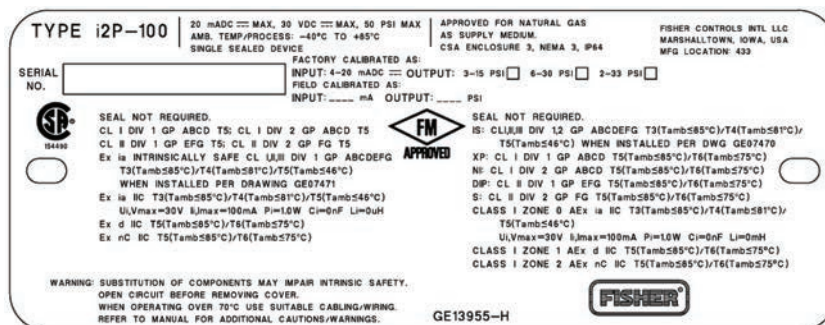 TYPE i2P-100
20 mADC MAX, 30 VDC MAX, 50 PSI MAX
AMB. TEMP/PROCESS: -40°C TO +85°C
SINGLE SEALED DEVICE
APPROVED FOR NATURAL GAS
AS SUPPLY MEDIUM.
CSA ENCLOSURE 3, NEMA 3, IP64
FISHER CONTROLS INTL LLC
MARSHALLTOWN, IOWA, USA
MFG LOCATION: 433
SERIAL
NO.
FACTORY CALIBRATED AS:
INPUT: 4-20 mADC OUTPUT: 3-15 PSI 6-30 PSI 2-33 PSI
FIELD CALIBRATED AS:
INPUT: ____ mA OUTPUT: ____ PSI
SA
154490
SEAL NOT REQUIRED.
CL I DIV 1 GP ABCD T5; CL I DIV 2 GP ABCD T5
CL II DIV 1 GP EFG T5; CL II DIV 2 GP FG T5
Ex ia INTRINSICALLY SAFE CL I,II,III DIV 1 GP ABCDEFG
T3(Tamb≤85°C)/T4(Tamb≤81°C)/T5(Tamb≤46°C)
WHEN INSTALLED PER DRAWING GE07471
Ex ia IIC T3(Tamb≤85°C)/T4(Tamb≤81°C)/T5(Tamb≤46°C)
Ui,Vmax=30V Ii,Imax=100mA Pi=1.0W Ci=0nF Li=0uH
Ex d IIC T5(Tamb≤85°C)/T6(Tamb≤75°C)
Ex nC IIC T5(Tamb≤85°C)/T6(Tamb≤75°C)
FM
APPROVED
SEAL NOT REQUIRED.
IS: CLI,II,III DIV 1,2 GP ABCDEFG T3(Tamb≤85°C)/T4(Tamb≤81°C)/
T5(Tamb≤46°C) WHEN INSTALLED PER DWG GE07470
XP: CL I DIV 1 GP ABCD T5(Tamb≤85°C)/T6(Tamb≤75°C)
NI: CL I DIV 2 GP ABCD T5(Tamb≤85°C)/T6(Tamb≤75°C)
DIP: CL II DIV 1 GP EFG T5(Tamb≤85°C)/T6(Tamb≤75°C)
S: CL II DIV 2 GP FG T5(Tamb≤85°C)/T6(Tamb≤75°C)
CLASS I ZONE 0 AEx ia IIC T3(Tamb≤85°C)/T4(Tamb≤81°C)/
T5(Tamb≤46°C)
Ui,Vmax=30V Ii,Imax=100mA Pi=1.0W Ci=0nF Li=0mH
CLASS I ZONE 1 AEx d IIC T5(Tamb≤85°C)/T6(Tamb≤75°C)
CLASS I ZONE 2 AEx nC IIC T5(Tamb≤85°C)/T6(Tamb≤75°C)
WARNING: SUBSTITUTION OF COMPONENTS MAY IMPAIR INTRINSIC SAFETY.
OPEN CIRCUIT BEFORE REMOVING COVER.
WHEN OPERATING OVER 70°C USE SUITABLE CABLING/WIRING.
REFER TO MANUAL FOR ADDITIONAL CAUTIONS/WARNINGS.
GE13955-H
FISHER